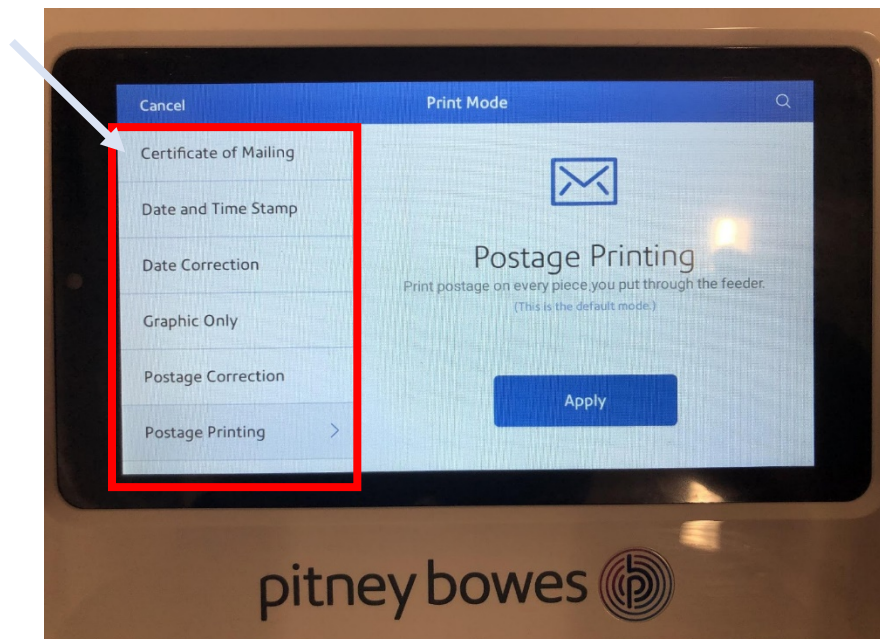 Cancel
Print Mode
Certificate of Mailing
Date and Time Stamp
Date Correction
Graphic Only
Postage Correction
Postage Printing
Postage Printing
Print postage on every piece you put through the feeder.
(This is the default mode.)
Apply
pitney bowes